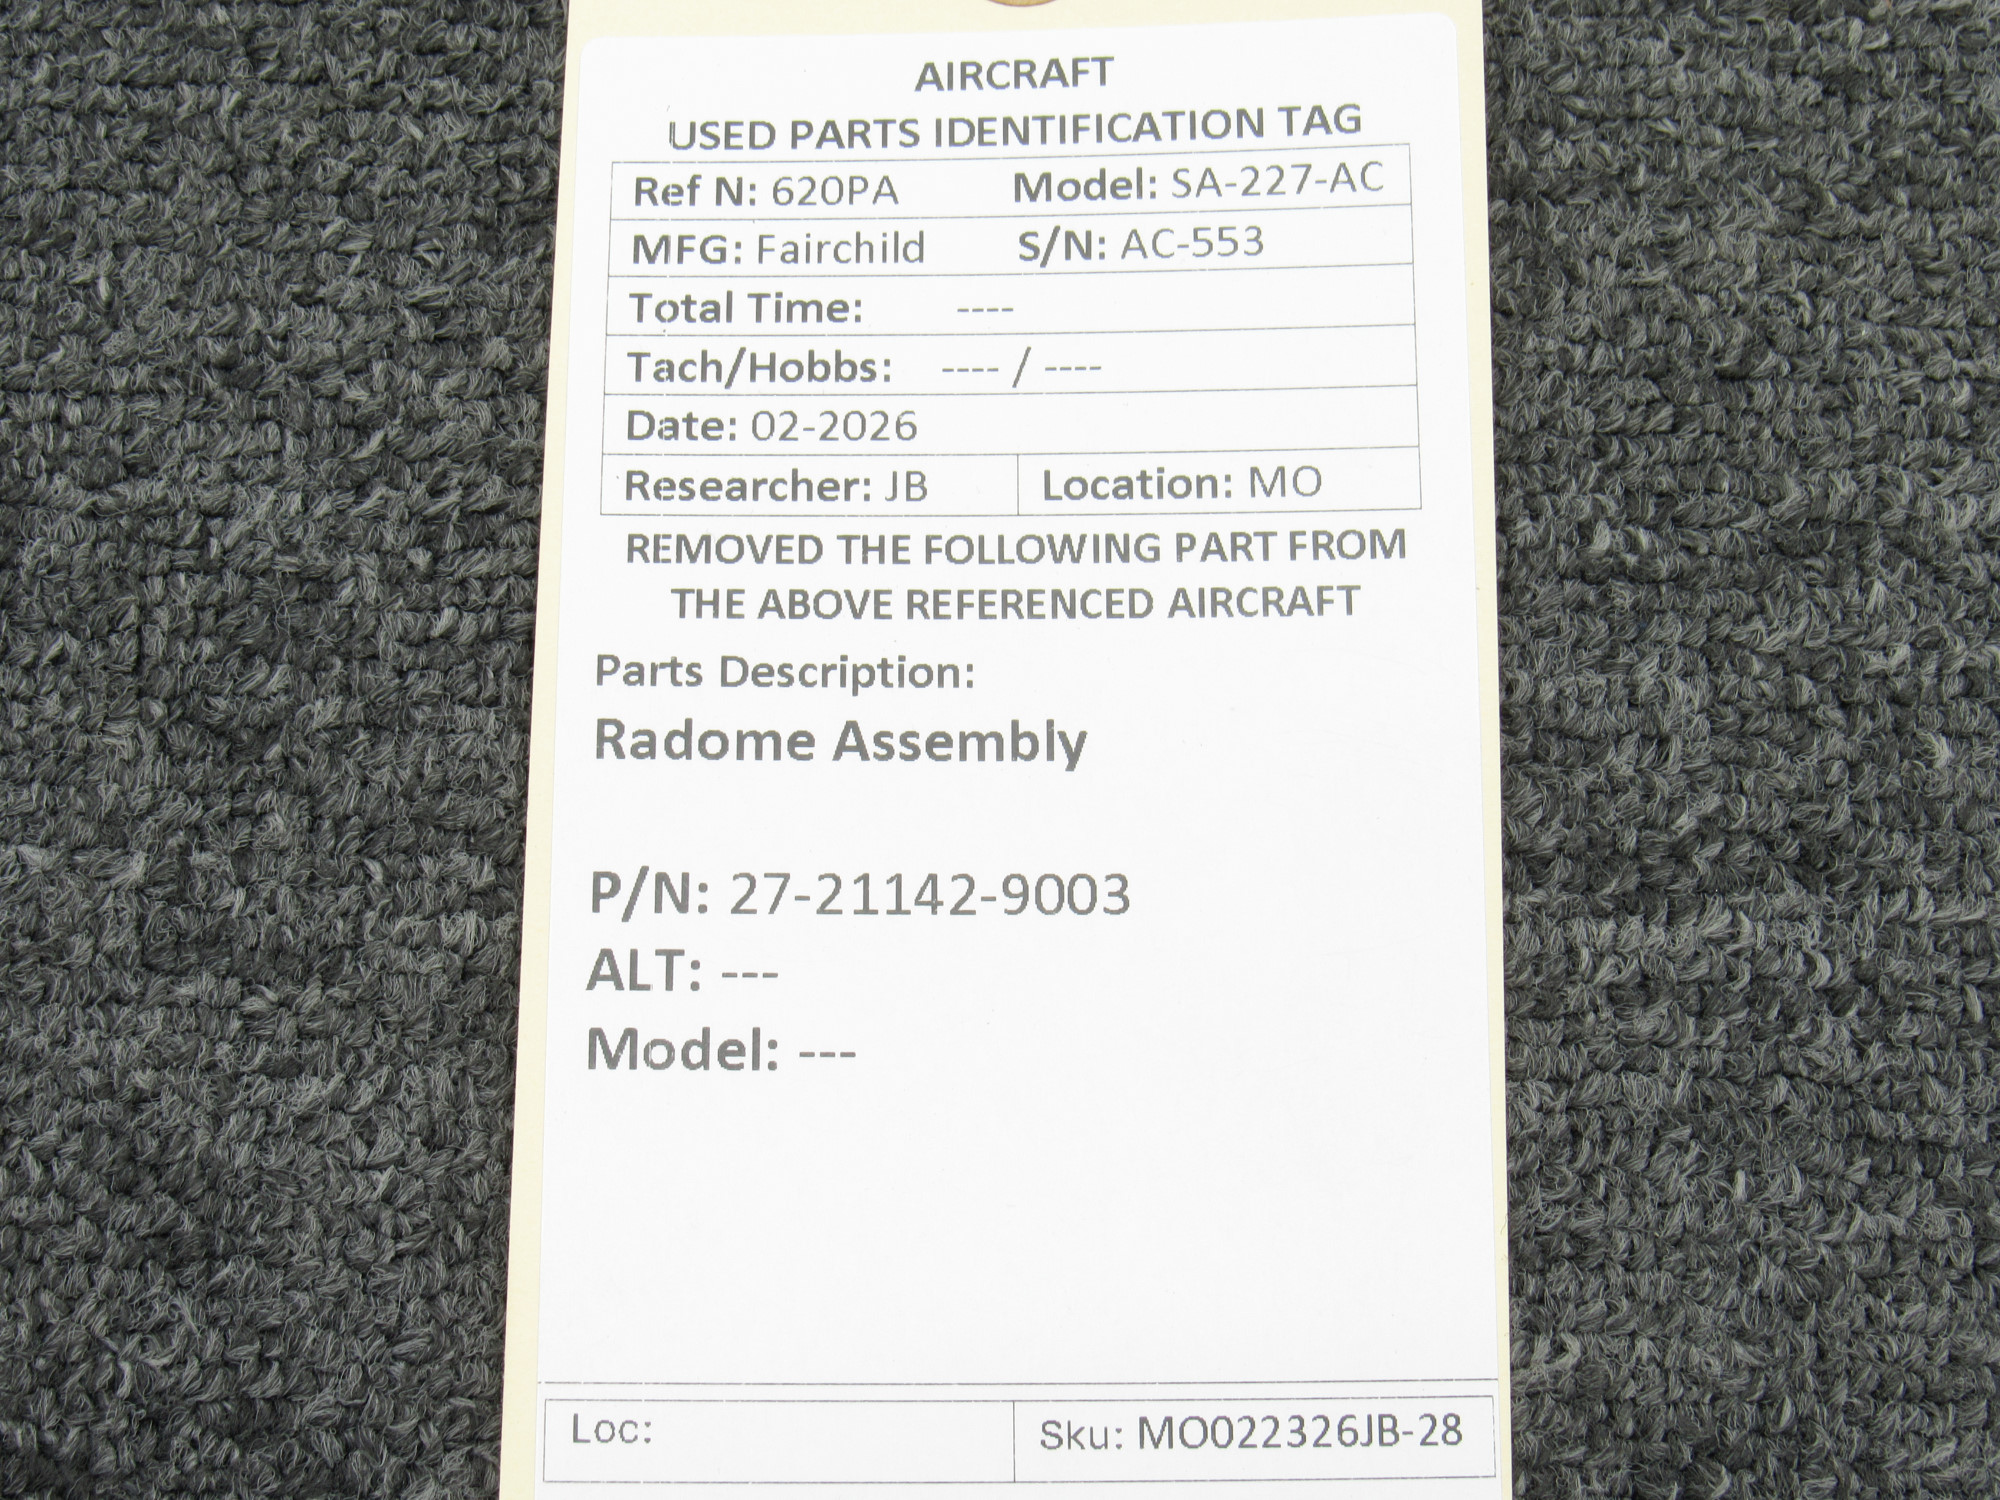 AIRCRAFT
USED PARTS IDENTIFICATION TAG
Ref N: 620PA Model: SA-227-AC
MFG: Fairchild S/N: AC-553
Total Time: ----
Tach/Hobbs: ---- / ----
Date: 02-2026
Researcher: JB Location: MO
REMOVED THE FOLLOWING PART FROM
THE ABOVE REFERENCED AIRCRAFT
Parts Description:
Radome Assembly
P/N: 27-21142-9003
ALT: ---
Model: ---
Loc: Sku: MO022326JB-28